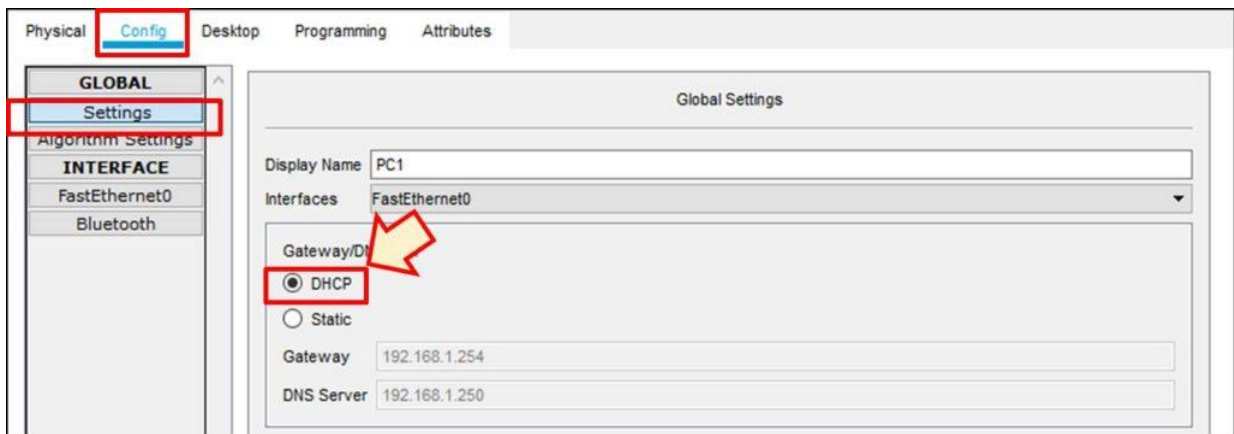 Physical Config Desktop Programming Attributes
GLOBAL
Settings
Algorithm Settings
INTERFACE
FastEthernet0
Bluetooth
Global Settings
Display Name PC1
Interfaces FastEthernet0
DHCP
Static
Gateway 192.168.1.254
DNS Server 192.168.1.250